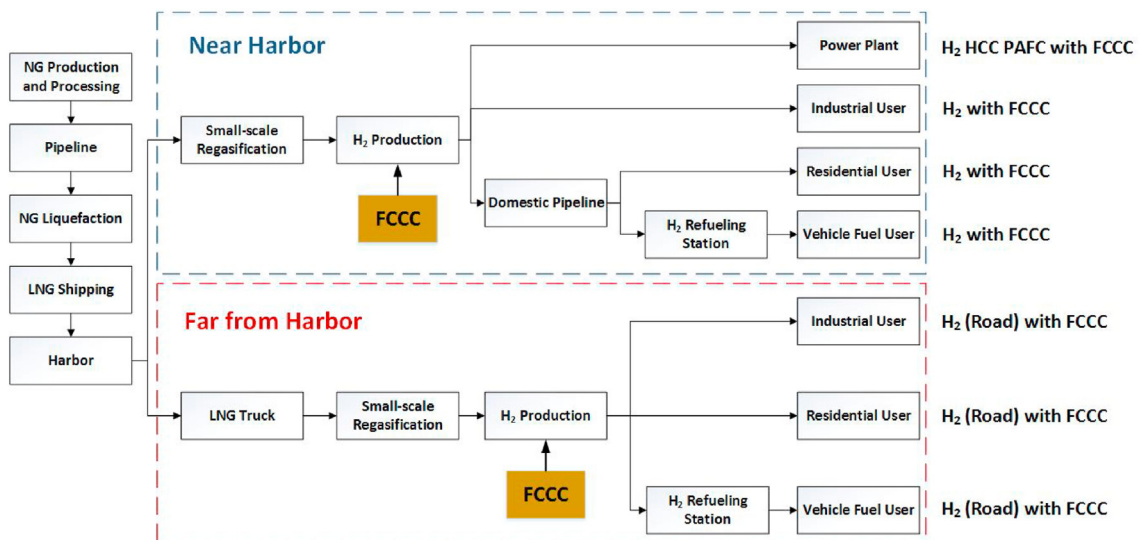 Near Harbor
NG Production
and Processing
Pipeline
NG Liquefaction
LNG Shipping
Harbor
Small-scale
Regasification
H₂ Production
FCCC
Domestic Pipeline
H₂ Refueling
Station
Power Plant
Industrial User
Residential User
Vehicle Fuel User
H₂ HCC PAFC with FCCC
H₂ with FCCC
H₂ with FCCC
H₂ with FCCC
Far from Harbor
LNG Truck
Small-scale
Regasification
H₂ Production
FCCC
H₂ Refueling
Station
Industrial User
Residential User
Vehicle Fuel User
H₂ (Road) with FCCC
H₂ (Road) with FCCC
H₂ (Road) with FCCC